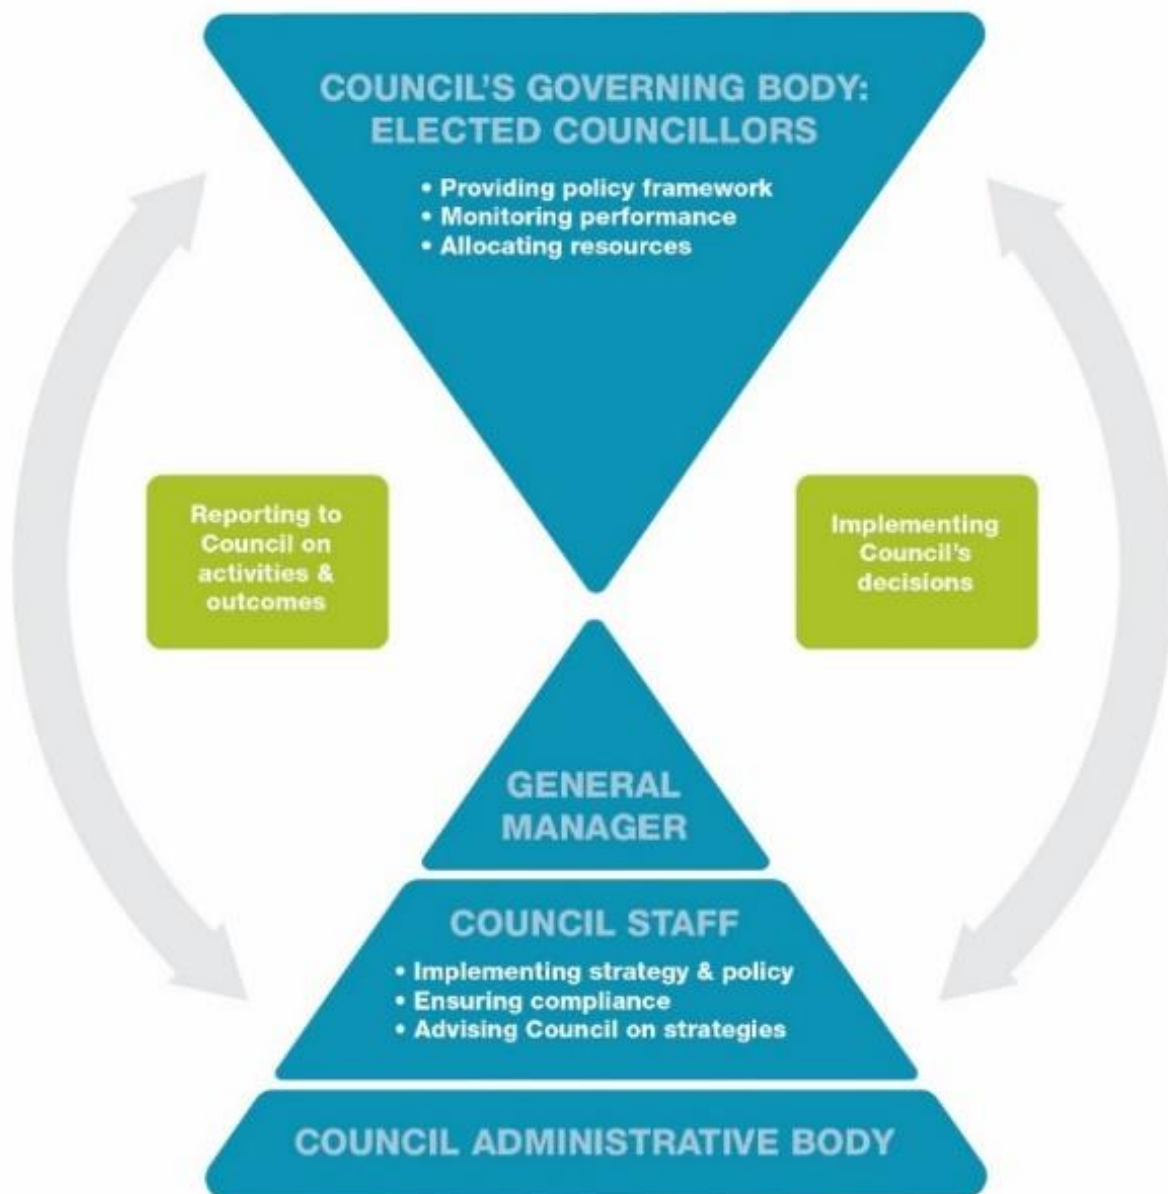 COUNCIL'S GOVERNING BODY:
ELECTED COUNCILLORS
• Providing policy framework
• Monitoring performance
• Allocating resources
Reporting to
Council on
activities &
outcomes
Implementing
Council's
decisions
GENERAL
MANAGER
COUNCIL STAFF
• Implementing strategy & policy
• Ensuring compliance
• Advising Council on strategies
COUNCIL ADMINISTRATIVE BODY